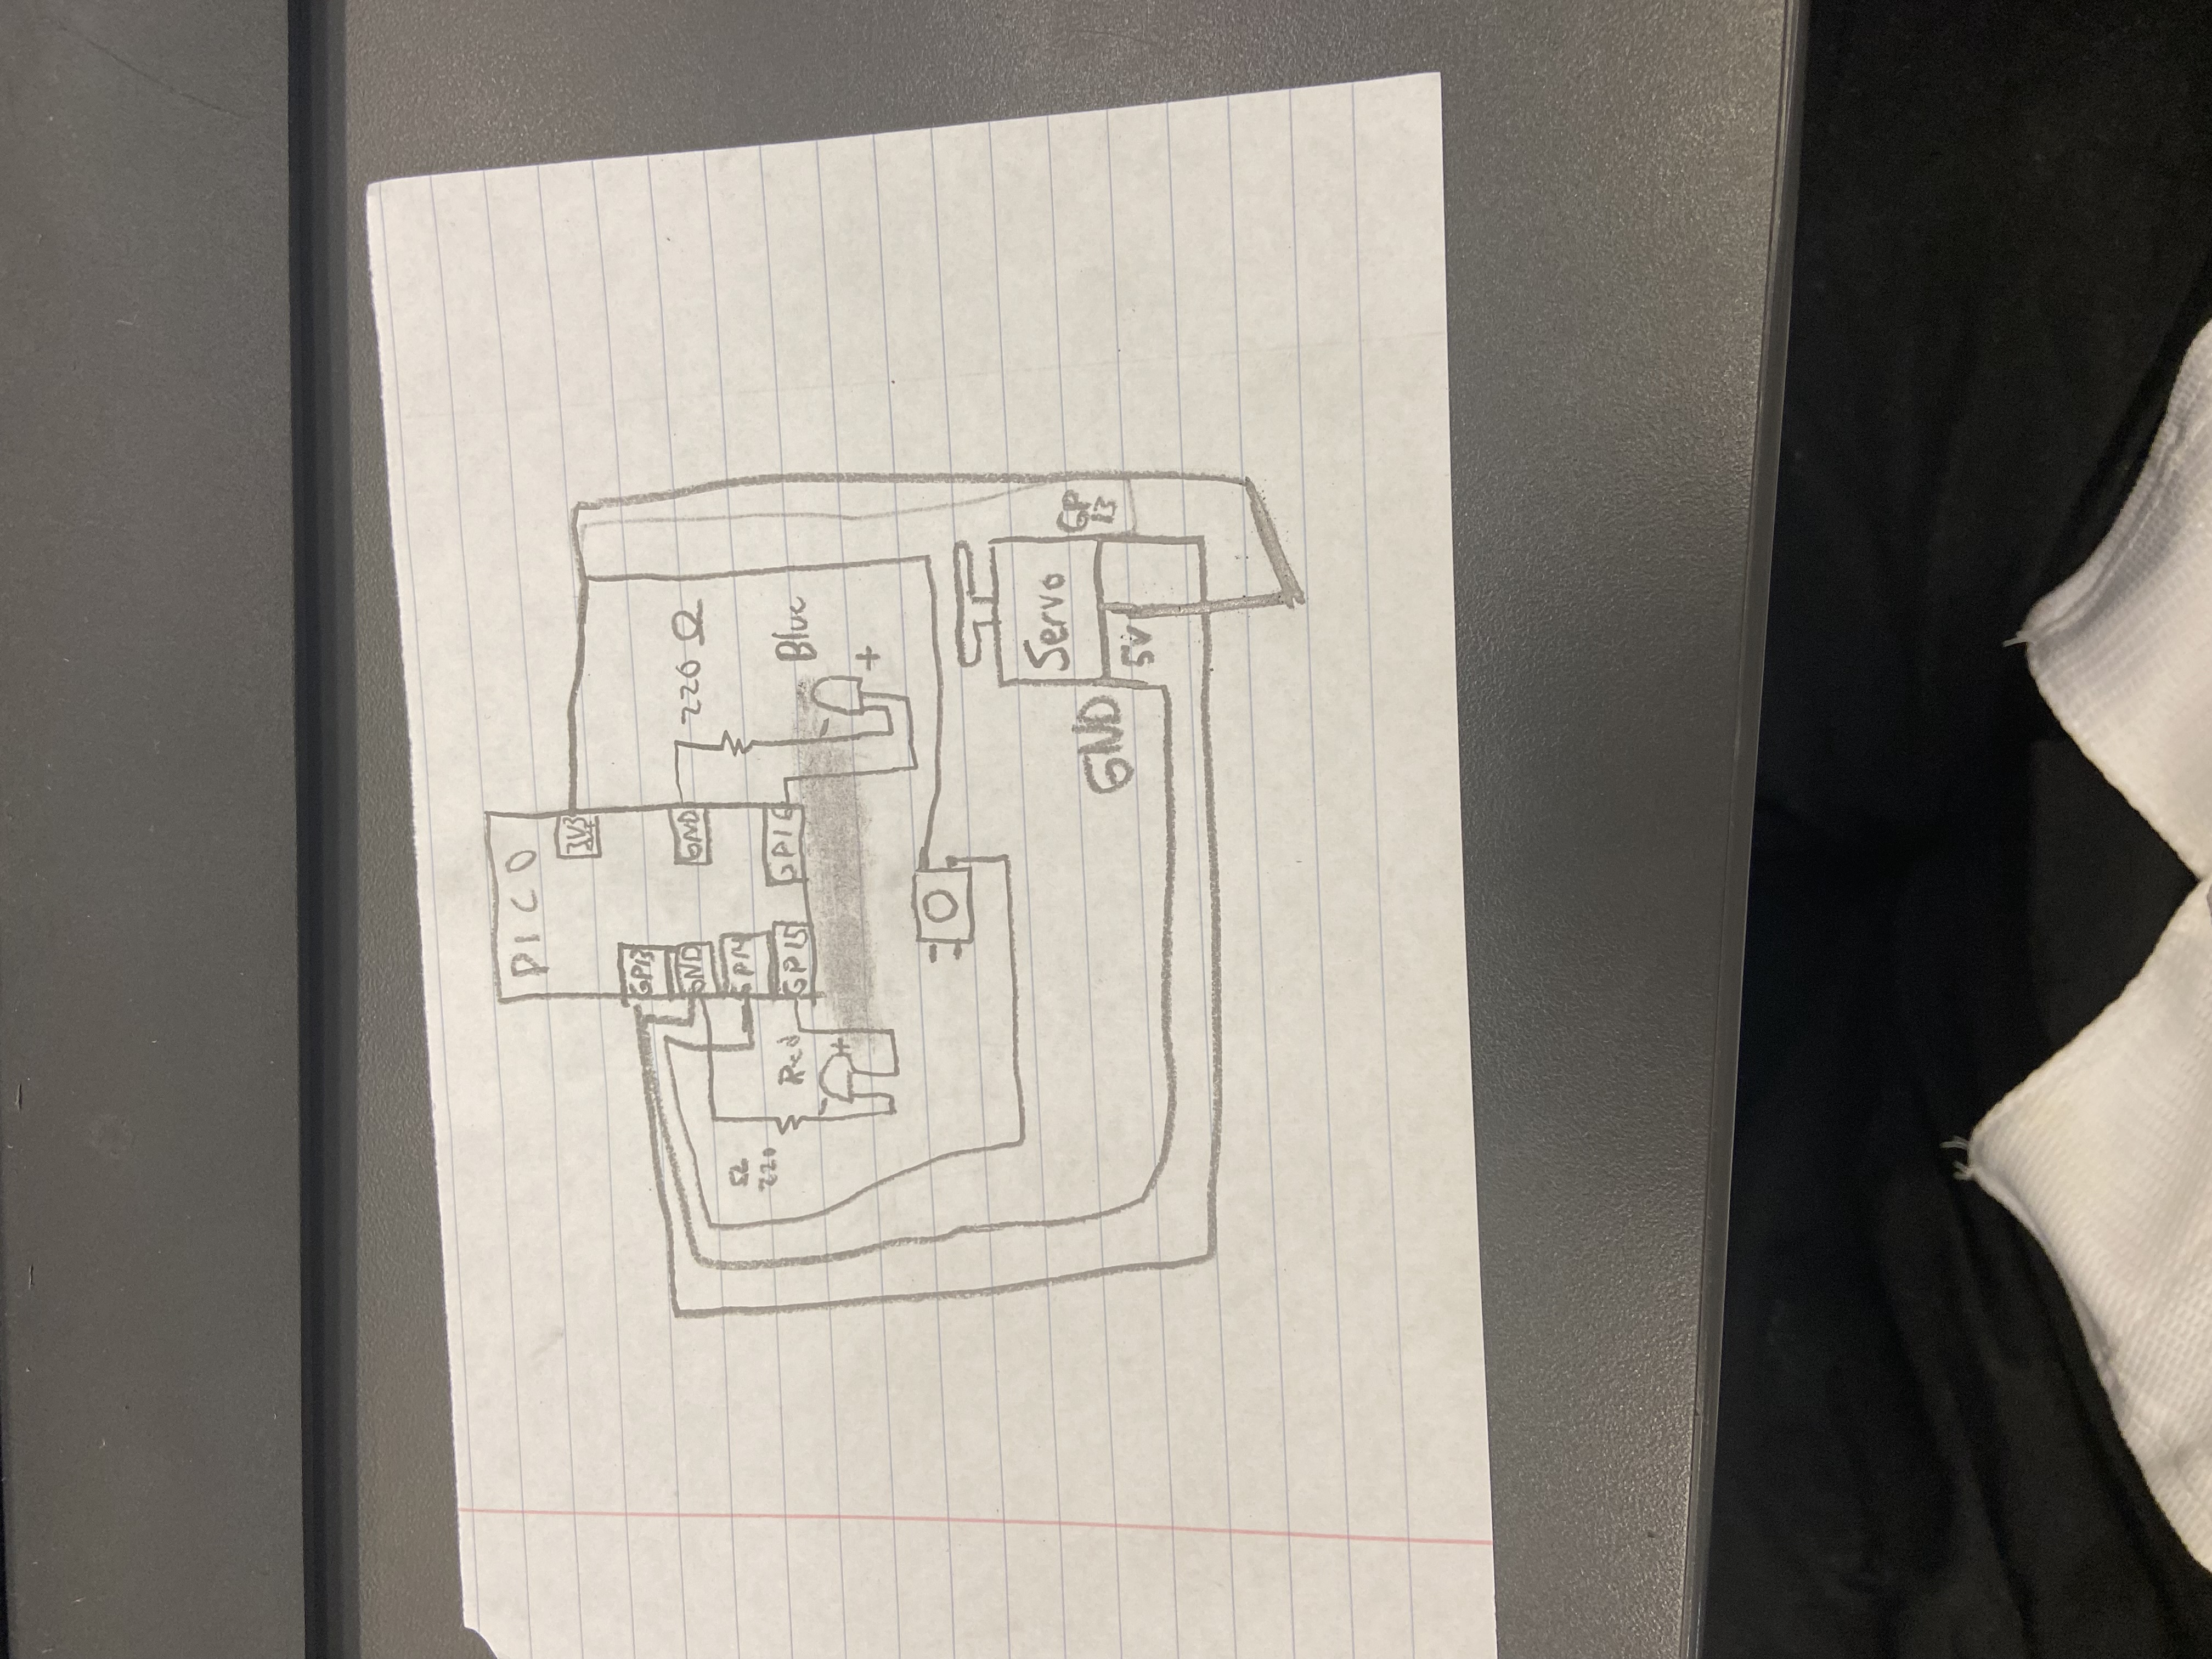 PICO
3V3
GP13
GND
GND
220 Ω
Ω
220
GP14
Red
GP15
GP16
Blue
-
+
-
+
Servo
GND
5V
GP
13